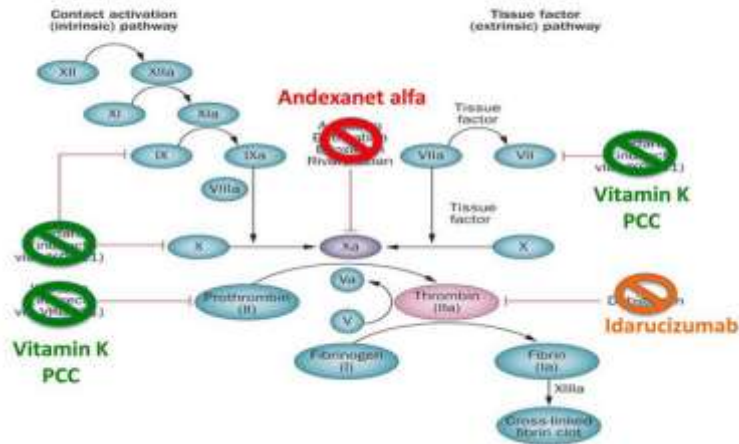 Contact activation
(intrinsic) pathway
Tissue factor
(extrinsic) pathway
XII
XIIa
Andexanet alfa
XI
XIa
Tissue
factor
IX
IXa
VIIa
VII
VIIIa
Vitamin K
PCC
Tissue
factor
X
Xa
X
Va
Prothrombin
(II)
Thrombin
(IIa)
V
Idarucizumab
Vitamin K
PCC
Fibrinogen
(I)
Fibrin
(Ia)
XIIIa
Cross-linked
fibrin clot